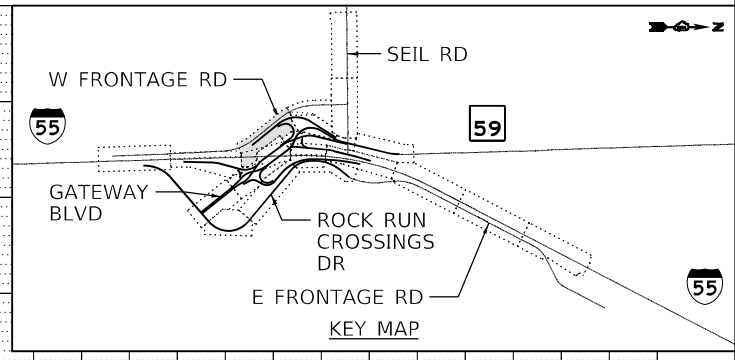 N
SEIL RD
W FRONTAGE RD
55
59
GATEWAY
BLVD
ROCK RUN
CROSSINGS
DR
E FRONTAGE RD
55
KEY MAP